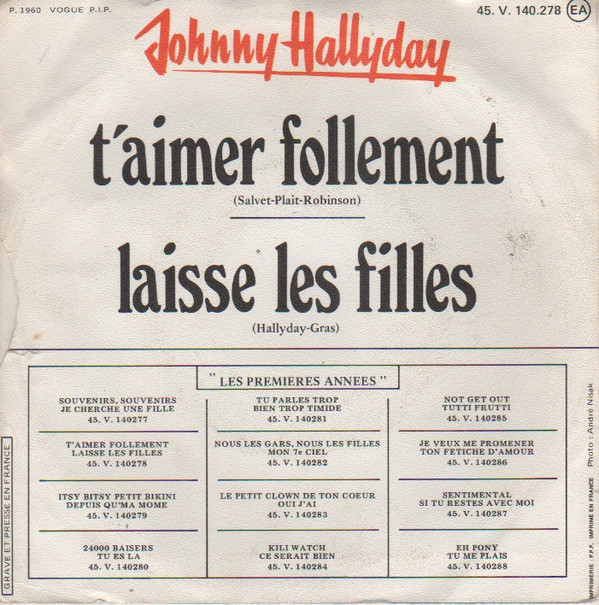 P. 1960 VOGUE P.I.P.
45. V. 140.278 EA
Johnny Hallyday
t'aimer follement
(Salvet-Plait-Robinson)
laisse les filles
(Hallyday-Gras)
"LES PREMIERES ANNEES"
SOUVENIRS, SOUVENIRS
JE CHERCHE UNE FILLE
45. V. 140277
T'AIMER FOLLEMENT
LAISSE LES FILLES
45. V. 140278
ITSY BITSY PETIT BIKINI
DEPUIS QU'MA MOME
45. V. 140279
24000 BAISERS
TU ES LA
45. V. 140280
TU PARLES TROP
BIEN TROP TIMIDE
45. V. 140281
NOUS LES GARS, NOUS LES FILLES
MON 7e CIEL
45. V. 140282
LE PETIT CLOWN DE TON COEUR
OUI J'AI
45. V. 140283
KILI WATCH
CE SERAIT BIEN
45. V. 140284
NOT GET OUT
TUTTI FRUTTI
45. V. 140285
JE VEUX ME PROMENER
TON FETICHE D'AMOUR
45. V. 140286
SENTIMENTAL
SI TU RESTES AVEC MOI
45. V. 140287
EH PONY
TU ME PLAIS
45. V. 140288
GRAVE ET PRESSE EN FRANCE
Photo : André Nisak
IMPRIMERIE : P.P.P. IMPRIME EN FRANCE